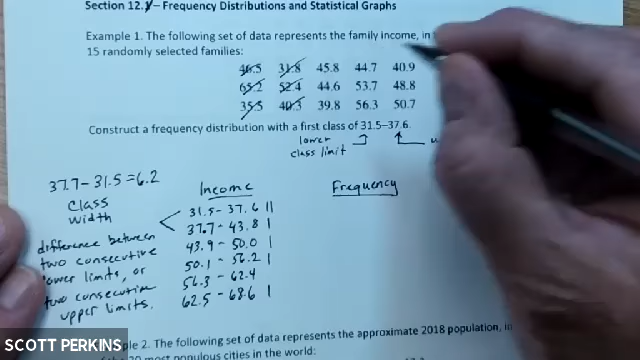 Section 12.1 – Frequency Distributions and Statistical Graphs
Example 1. The following set of data represents the family income, in
15 randomly selected families:
46.5 31.8 45.8 44.7 40.9
65.2 52.4 44.6 53.7 48.8
35.5 40.3 39.8 56.3 50.7
Construct a frequency distribution with a first class of 31.5–37.6.
lower
class limit
37.7 - 31.5 = 6.2
class
width
difference between
two consecutive
lower limits, or
two consecutive
upper limits.
Income
Frequency
31.5 - 37.6 ||
37.7 - 43.8 |
43.9 - 50.0 |
50.1 - 56.2 |
56.3 - 62.4
62.5 - 68.6 |
ple 2. The following set of data represents the approximate 2018 population, in
most populous cities in the world:
SCOTT PERKINS